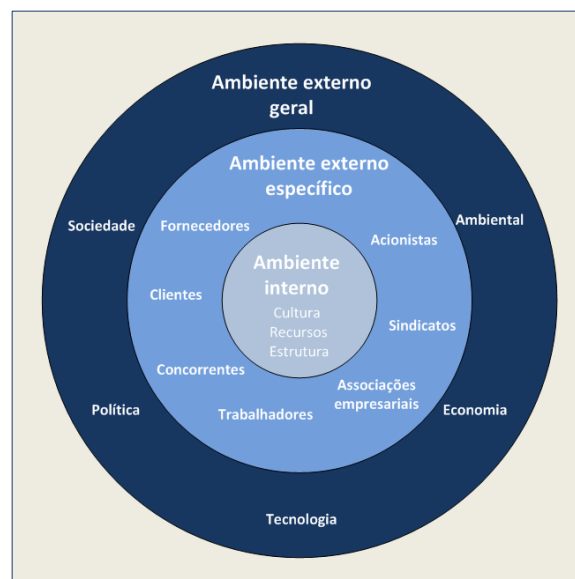 Ambiente externo
geral
Ambiente externo
específico
Sociedade
Fornecedores
Ambiental
Acionistas
Ambiente
interno
Cultura
Recursos
Estrutura
Clientes
Sindicatos
Concorrentes
Associações
empresariais
Trabalhadores
Política
Economia
Tecnologia